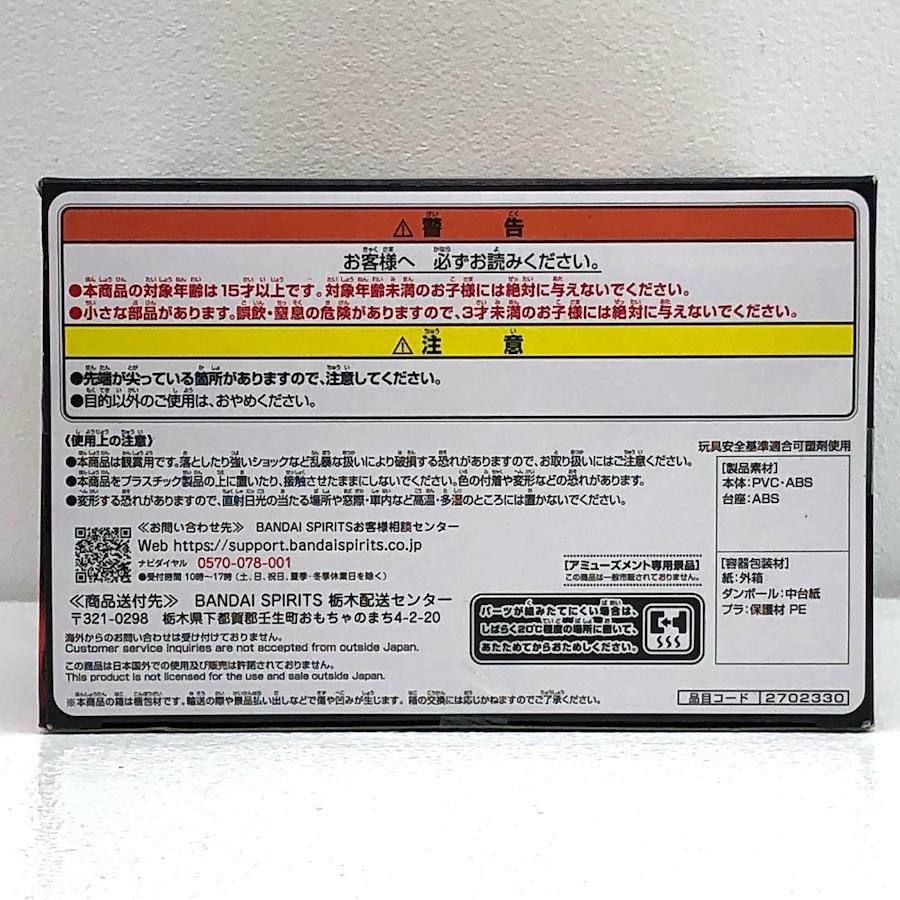 ⚠警告
お客様へ 必ずお読みください。
●本商品の対象年齢は15才以上です。対象年齢未満のお子様には絶対に与えないでください。
●小さな部品があります。誤飲・窒息の危険がありますので、3才未満のお子様には絶対に与えないでください。
⚠注意
●先端が尖っている箇所がありますので、注意してください。
●目的以外のご使用は、おやめください。
《使用上の注意》
●本商品は観賞用です。落としたり強いショックなど乱暴な扱いにより破損する恐れがありますので、お取り扱いにはご注意ください。
●本商品をプラスチック製品の上に置いたり、接触させたままにしないでください。色の付着や変形などの恐れがあります。
●変形する恐れがありますので、直射日光の当たる場所や窓際・車内など高温・多湿のところには置かないでください。
≪お問い合わせ先≫ BANDAI SPIRITSお客様相談センター
Web https://support.bandaispirits.co.jp
ナビダイヤル 0570-078-001
●受付時間 10時〜17時(土、日、祝日、夏季・冬季休業日を除く)
≪商品送付先≫ BANDAI SPIRITS 栃木配送センター
〒321-0298 栃木県下都賀郡壬生町おもちゃのまち4-2-20
海外からのお問い合わせは受け付けておりません。
Customer service inquiries are not accepted from outside Japan.
この商品は日本国外での使用及び販売は許諾されておりません。
This product is not licensed for the use and sale outside Japan.
※本商品の箱は梱包材です。輸送の際や景品払い出しなどで傷や凹みが生じます。箱の交換には応じかねますのでご了承ください。
[アミューズメント専用景品]
この商品は一般市販されておりません。
パーツが組みたてにくい場合は、
しばらく20℃程度の場所に置いて、
あたためてからおためしください。
玩具安全基準適合可塑剤使用
[製品素材]
本体:PVC・ABS
台座:ABS
[容器包装材]
紙:外箱
ダンボール:中台紙
プラ:保護材 PE
品目コード 2702330